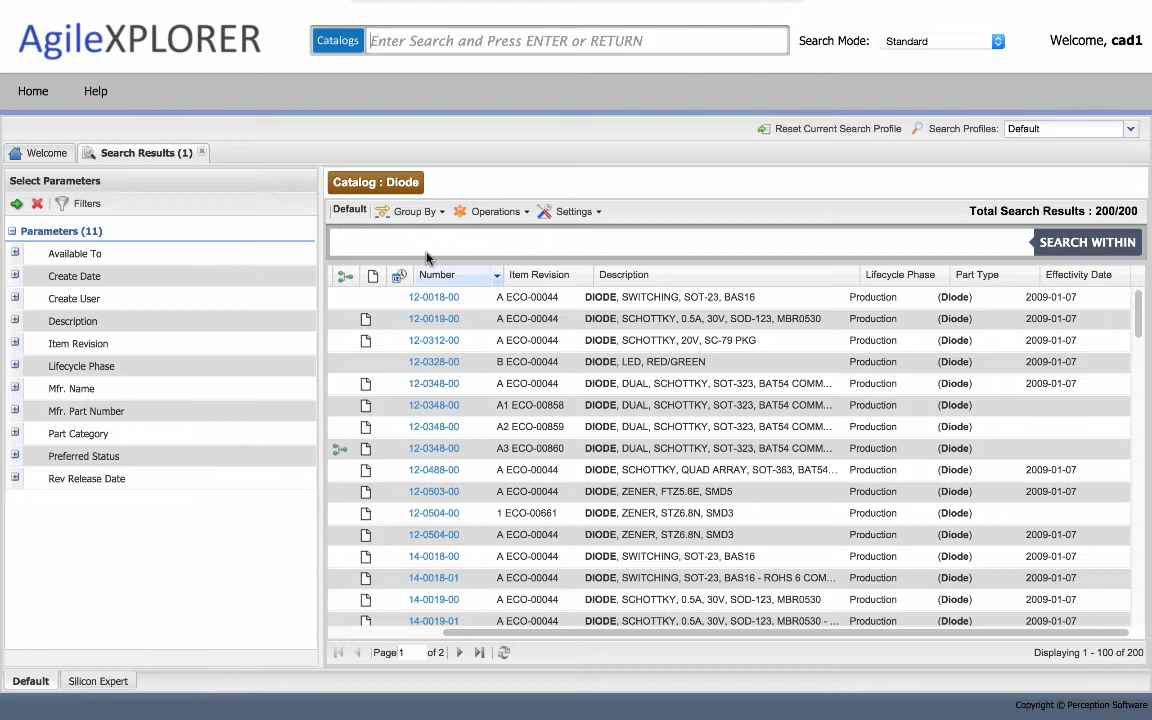 AgileXPLORER
Catalogs Enter Search and Press ENTER or RETURN Search Mode: Standard Welcome, cad1
Home Help
Reset Current Search Profile Search Profiles: Default
Welcome Search Results (1)
Select Parameters
Filters
Parameters (11)
Available To
Create Date
Create User
Description
Item Revision
Lifecycle Phase
Mfr. Name
Mfr. Part Number
Part Category
Preferred Status
Rev Release Date
Catalog : Diode
Default Group By Operations Settings Total Search Results : 200/200
SEARCH WITHIN
Number Item Revision Description Lifecycle Phase Part Type Effectivity Date
12-0018-00 A ECO-00044 DIODE, SWITCHING, SOT-23, BAS16 Production (Diode) 2009-01-07
12-0019-00 A ECO-00044 DIODE, SCHOTTKY, 0.5A, 30V, SOD-123, MBR0530 Production (Diode) 2009-01-07
12-0312-00 A ECO-00044 DIODE, SCHOTTKY, 20V, SC-79 PKG Production (Diode) 2009-01-07
12-0328-00 B ECO-00044 DIODE, LED, RED/GREEN Production (Diode) 2009-01-07
12-0348-00 A ECO-00044 DIODE, DUAL, SCHOTTKY, SOT-323, BAT54 COMM... Production (Diode) 2009-01-07
12-0348-00 A1 ECO-00858 DIODE, DUAL, SCHOTTKY, SOT-323, BAT54 COMM... Production (Diode)
12-0348-00 A2 ECO-00859 DIODE, DUAL, SCHOTTKY, SOT-323, BAT54 COMM... Production (Diode)
12-0348-00 A3 ECO-00860 DIODE, DUAL, SCHOTTKY, SOT-323, BAT54 COMM... Production (Diode)
12-0488-00 A ECO-00044 DIODE, SCHOTTKY, QUAD ARRAY, SOT-363, BAT54... Production (Diode) 2009-01-07
12-0503-00 A ECO-00044 DIODE, ZENER, FTZ5.6E, SMD5 Production (Diode) 2009-01-07
12-0504-00 1 ECO-00661 DIODE, ZENER, STZ6.8N, SMD3 Production (Diode)
12-0504-00 A ECO-00044 DIODE, ZENER, STZ6.8N, SMD3 Production (Diode) 2009-01-07
14-0018-00 A ECO-00044 DIODE, SWITCHING, SOT-23, BAS16 Production (Diode) 2009-01-07
14-0018-01 A ECO-00044 DIODE, SWITCHING, SOT-23, BAS16 - ROHS 6 COM... Production (Diode) 2009-01-07
14-0019-00 A ECO-00044 DIODE, SCHOTTKY, 0.5A, 30V, SOD-123, MBR0530 Production (Diode) 2009-01-07
14-0019-01 A ECO-00044 DIODE, SCHOTTKY, 0.5A, 30V, SOD-123, MBR0530 - ... Production (Diode) 2009-01-07
Page 1 of 2 Displaying 1 - 100 of 200
Default Silicon Expert
Copyright © Perception Software